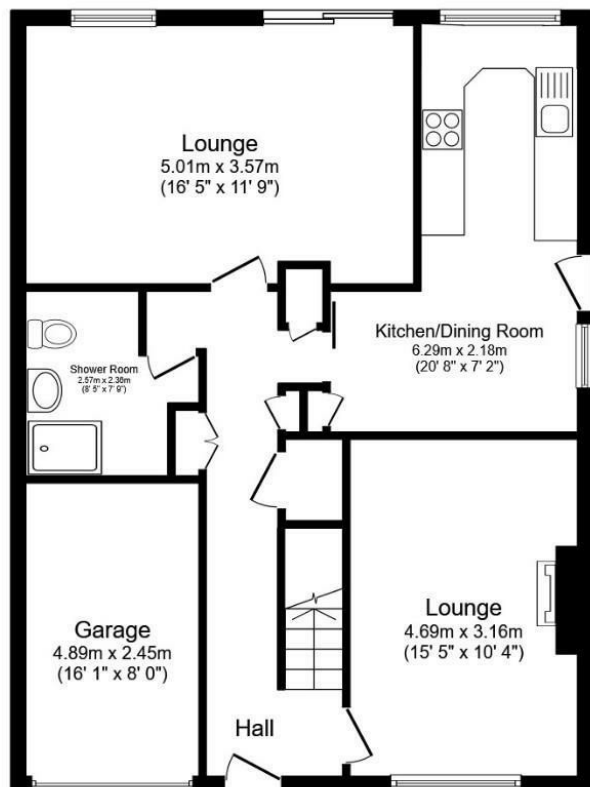 Lounge
5.01m x 3.57m
(16' 5" x 11' 9")
Kitchen/Dining Room
6.29m x 2.18m
(20' 8" x 7' 2")
Shower Room
2.57m x 2.36m
(8' 5" x 7' 9")
Garage
4.89m x 2.45m
(16' 1" x 8' 0")
Lounge
4.69m x 3.16m
(15' 5" x 10' 4")
Hall